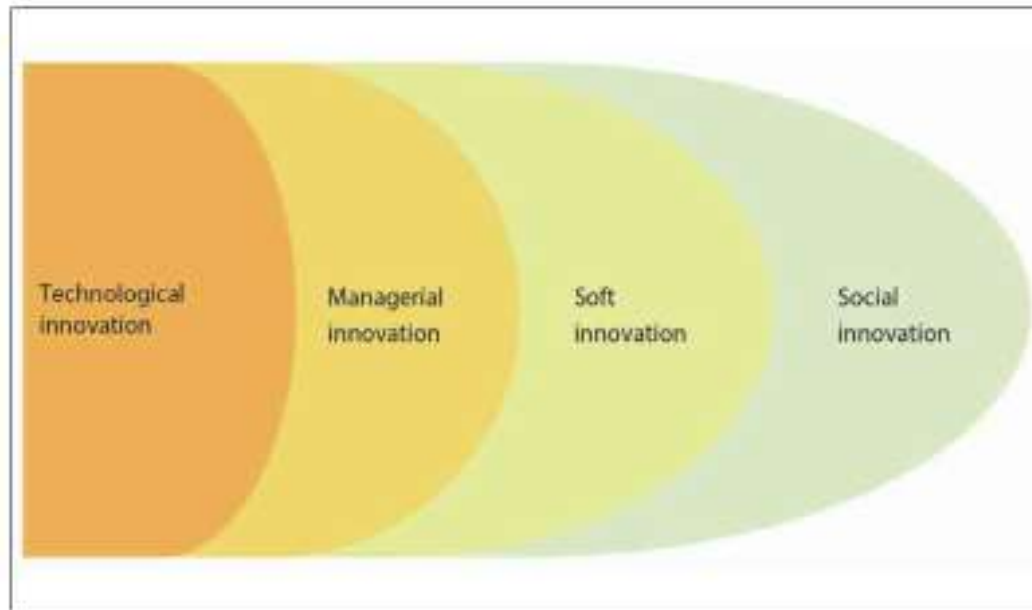 Technological
innovation
Managerial
innovation
Soft
innovation
Social
innovation